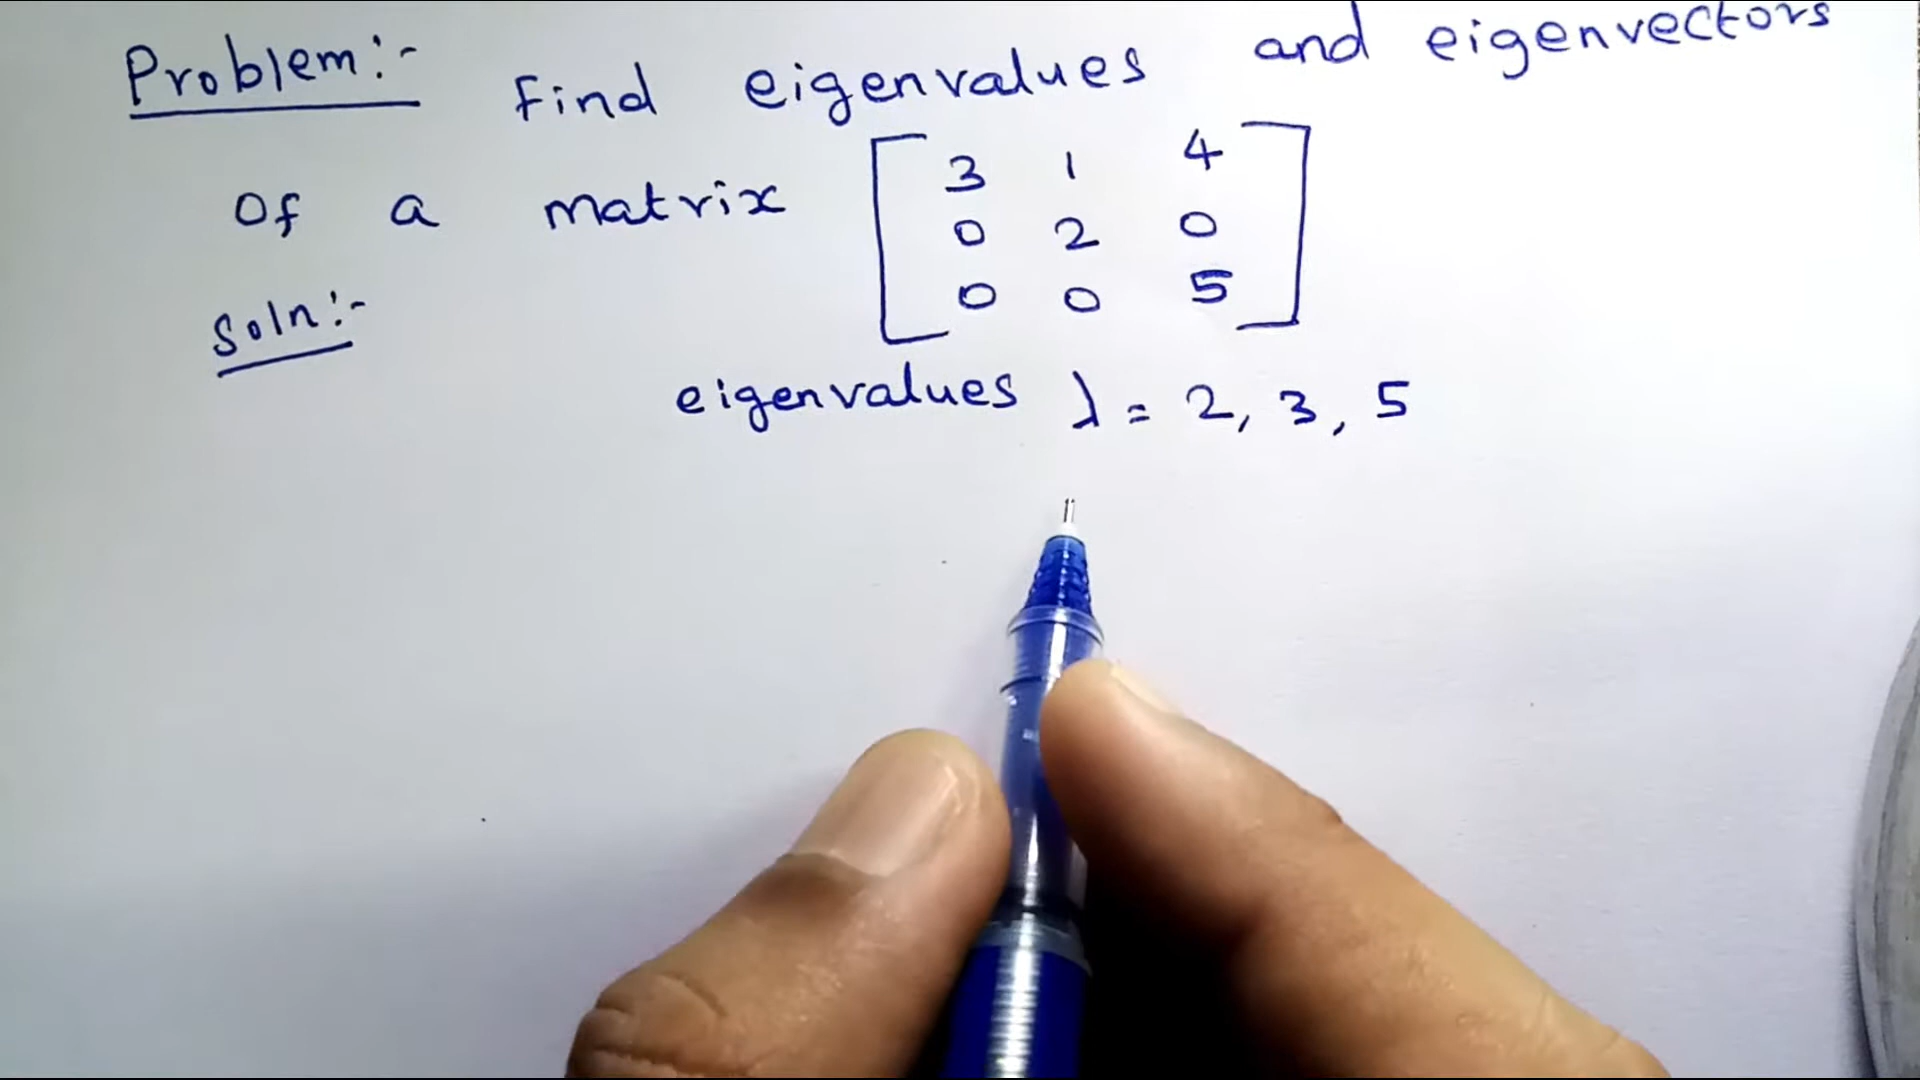 Problem:- Find eigenvalues and eigenvectors
of a matrix [3 1 4
0 2 0
0 0 5]
Soln:-
eigenvalues λ = 2, 3, 5